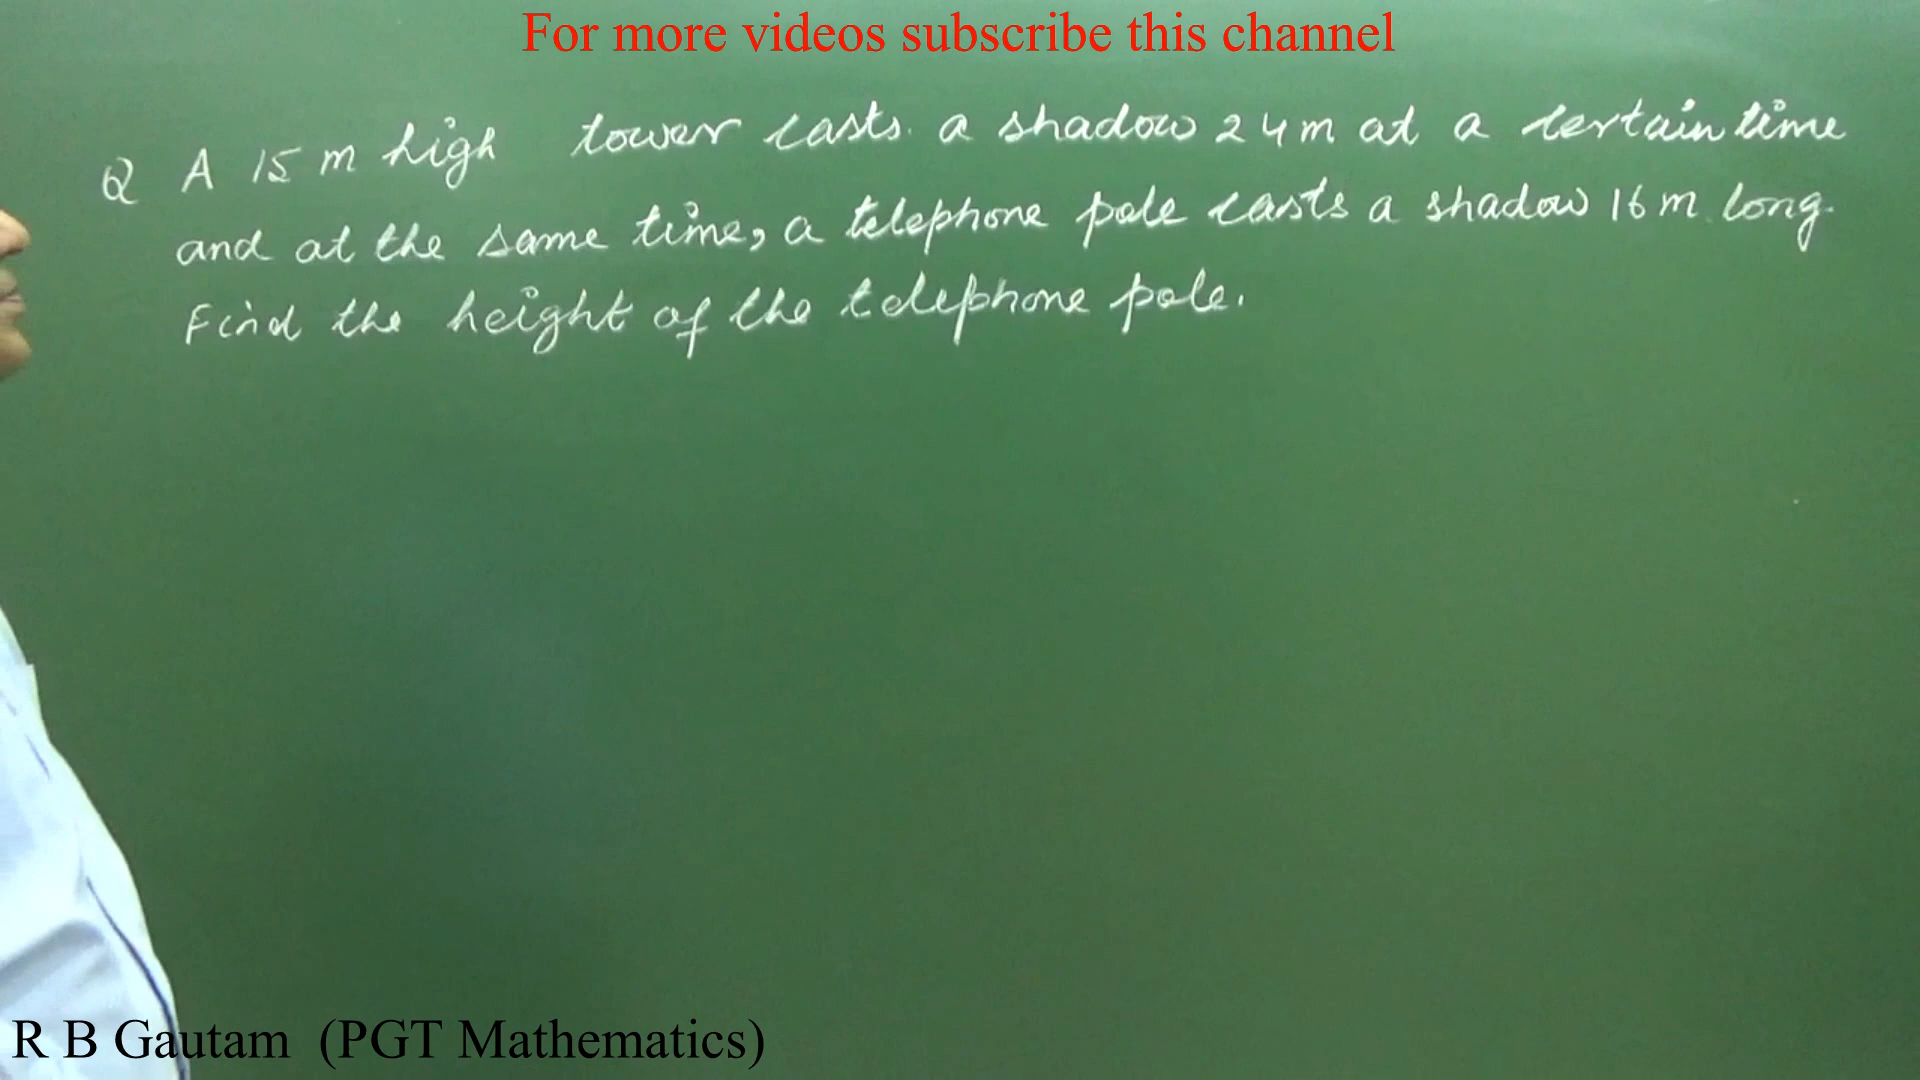 For more videos subscribe this channel
Q A 15 m high tower casts a shadow 24 m at a certain time
and at the same time, a telephone pole casts a shadow 16 m long.
Find the height of the telephone pole.
R B Gautam (PGT Mathematics)